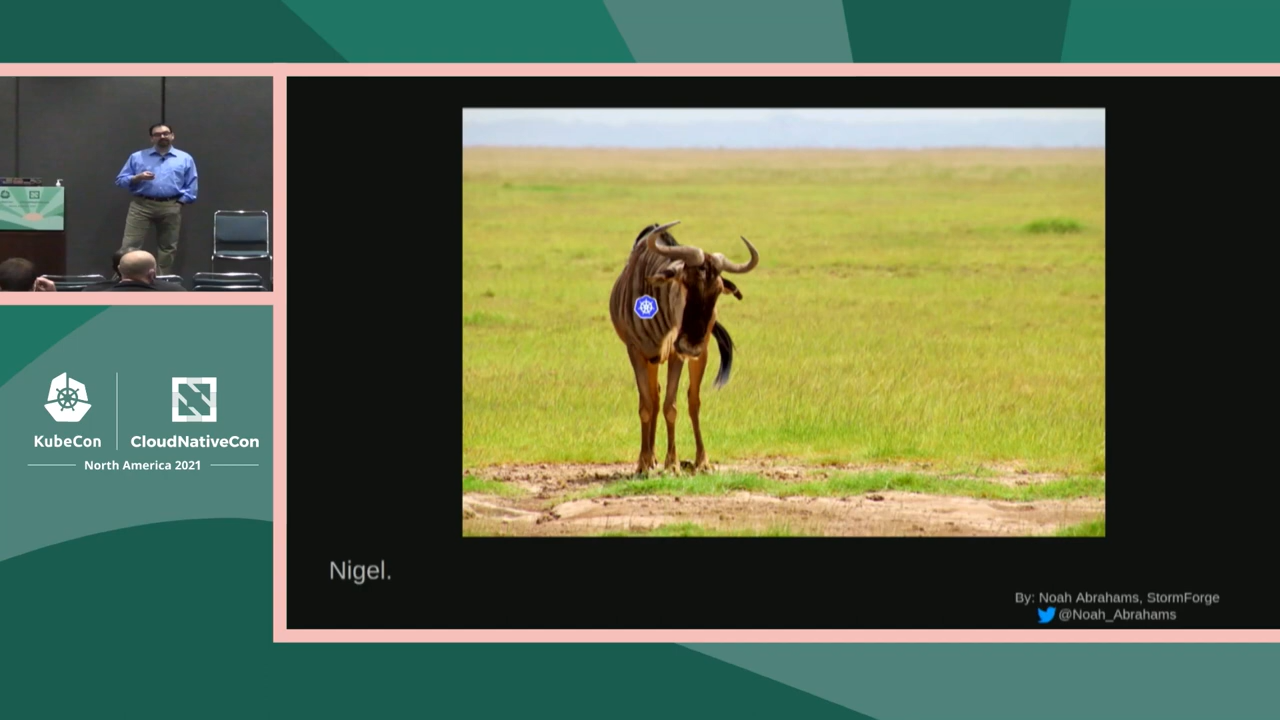 KubeCon
CloudNativeCon
North America 2021
Nigel.
By: Noah Abrahams, StormForge
@Noah_Abrahams